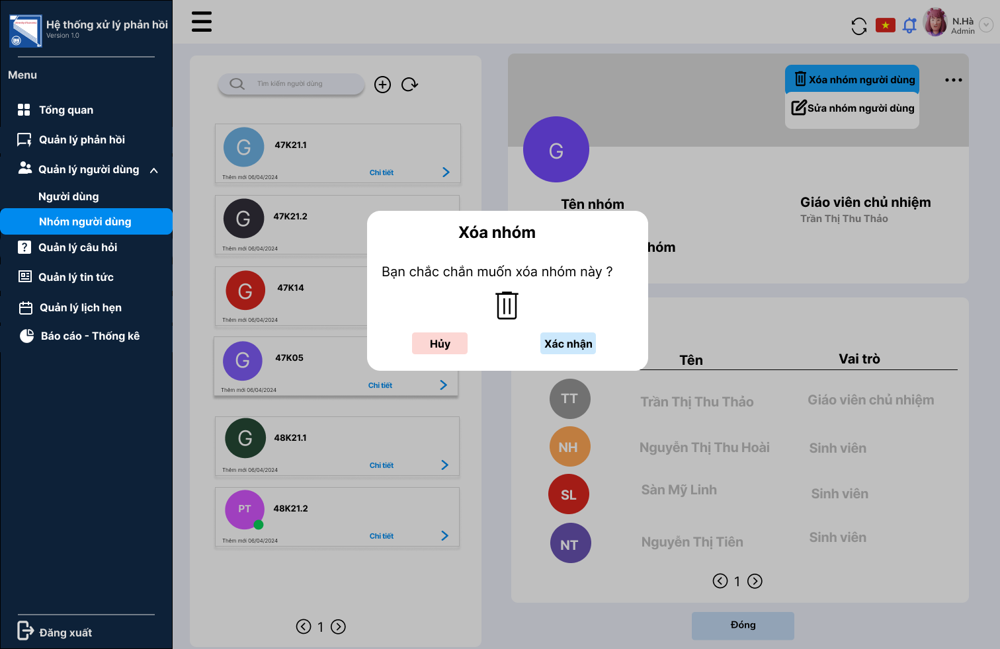 Hệ thống xử lý phản hồi
Version 1.0
Menu
Tổng quan
Quản lý phản hồi
Quản lý người dùng
Người dùng
Nhóm người dùng
Quản lý câu hỏi
Quản lý tin tức
Quản lý lịch hẹn
Báo cáo - Thống kê
Đăng xuất
N.Hà
Admin
Tìm kiếm người dùng
G
47K21.1
Thêm mới 06/04/2024
Chi tiết
G
47K21.2
Thêm mới 06/04/2024
G
47K14
Thêm mới 06/04/2024
G
47K05
Thêm mới 06/04/2024
Chi tiết
G
48K21.1
Thêm mới 06/04/2024
Chi tiết
PT
48K21.2
Thêm mới 06/04/2024
Chi tiết
1
Xóa nhóm người dùng
Sửa nhóm người dùng
G
Tên nhóm
Giáo viên chủ nhiệm
Trần Thị Thu Thảo
hóm
Xóa nhóm
Bạn chắc chắn muốn xóa nhóm này ?
Hủy
Xác nhận
Tên
Vai trò
TT
Trần Thị Thu Thảo
Giáo viên chủ nhiệm
NH
Nguyễn Thị Thu Hoài
Sinh viên
SL
Sàn Mỹ Linh
Sinh viên
NT
Nguyễn Thị Tiên
Sinh viên
1
Đóng